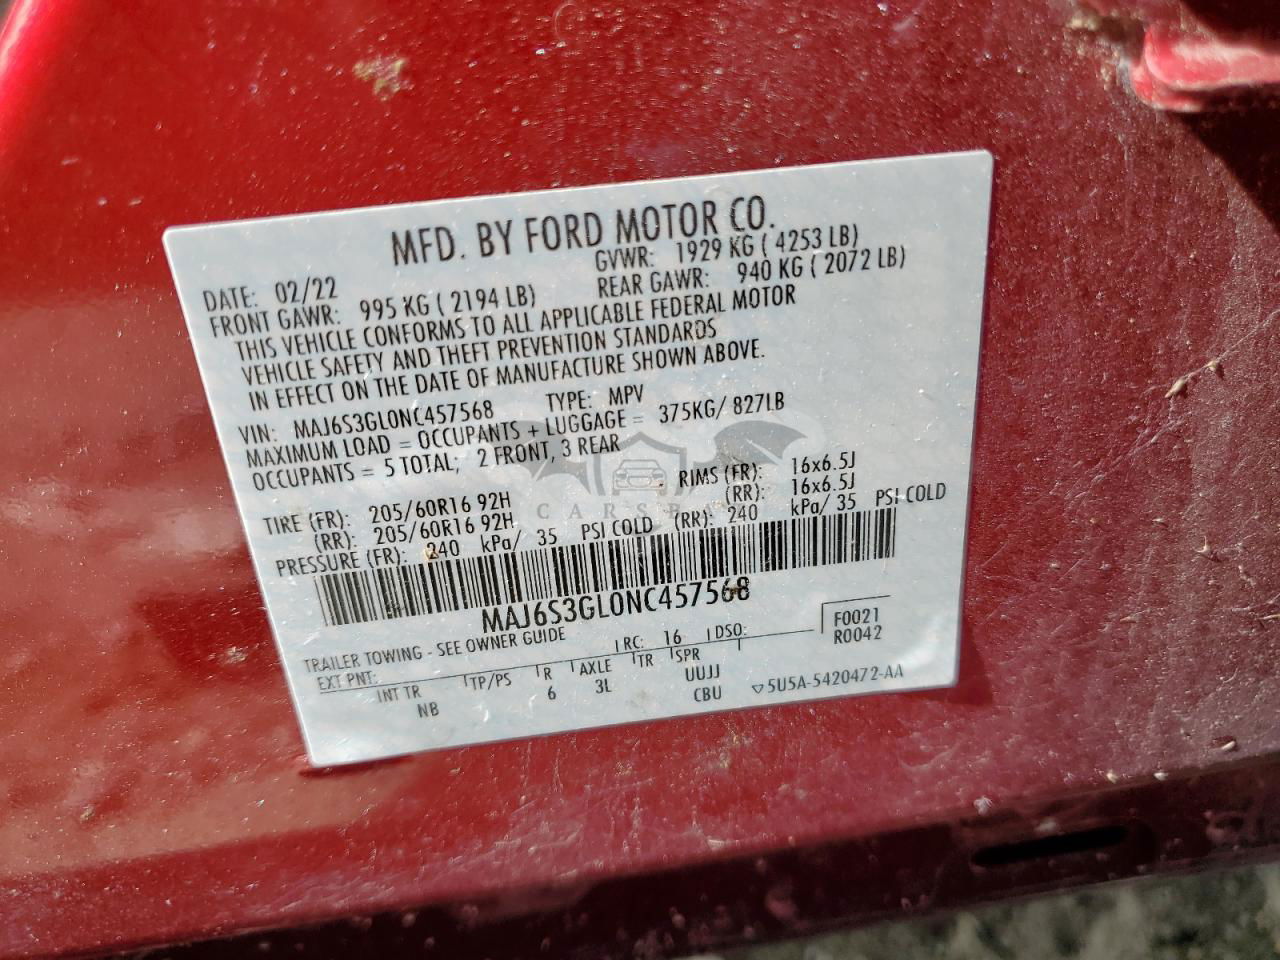 MFD. BY FORD MOTOR CO.
DATE: 02/22 GVWR: 1929 KG ( 4253 LB)
FRONT GAWR: 995 KG ( 2194 LB) REAR GAWR: 940 KG ( 2072 LB)
THIS VEHICLE CONFORMS TO ALL APPLICABLE FEDERAL MOTOR
VEHICLE SAFETY AND THEFT PREVENTION STANDARDS
IN EFFECT ON THE DATE OF MANUFACTURE SHOWN ABOVE.
VIN: MAJ6S3GL0NC457568 TYPE: MPV
MAXIMUM LOAD = OCCUPANTS + LUGGAGE = 375KG/ 827LB
OCCUPANTS = 5 TOTAL, 2 FRONT, 3 REAR
TIRE (FR): 205/60R16 92H RIMS (FR): 16x6.5J
(RR): 205/60R16 92H (RR): 16x6.5J
PRESSURE (FR): 240 kPa/ 35 PSI COLD (RR): 240 kPa/ 35 PSI COLD
MAJ6S3GL0NC457568
TRAILER TOWING - SEE OWNER GUIDE
EXT PNT: RC: 16 DSO: F0021
R0042
INT TR TP/PS R AXLE TR SPR
NB 6 3L UUJJ
CBU ▽5U5A-5420472-AA